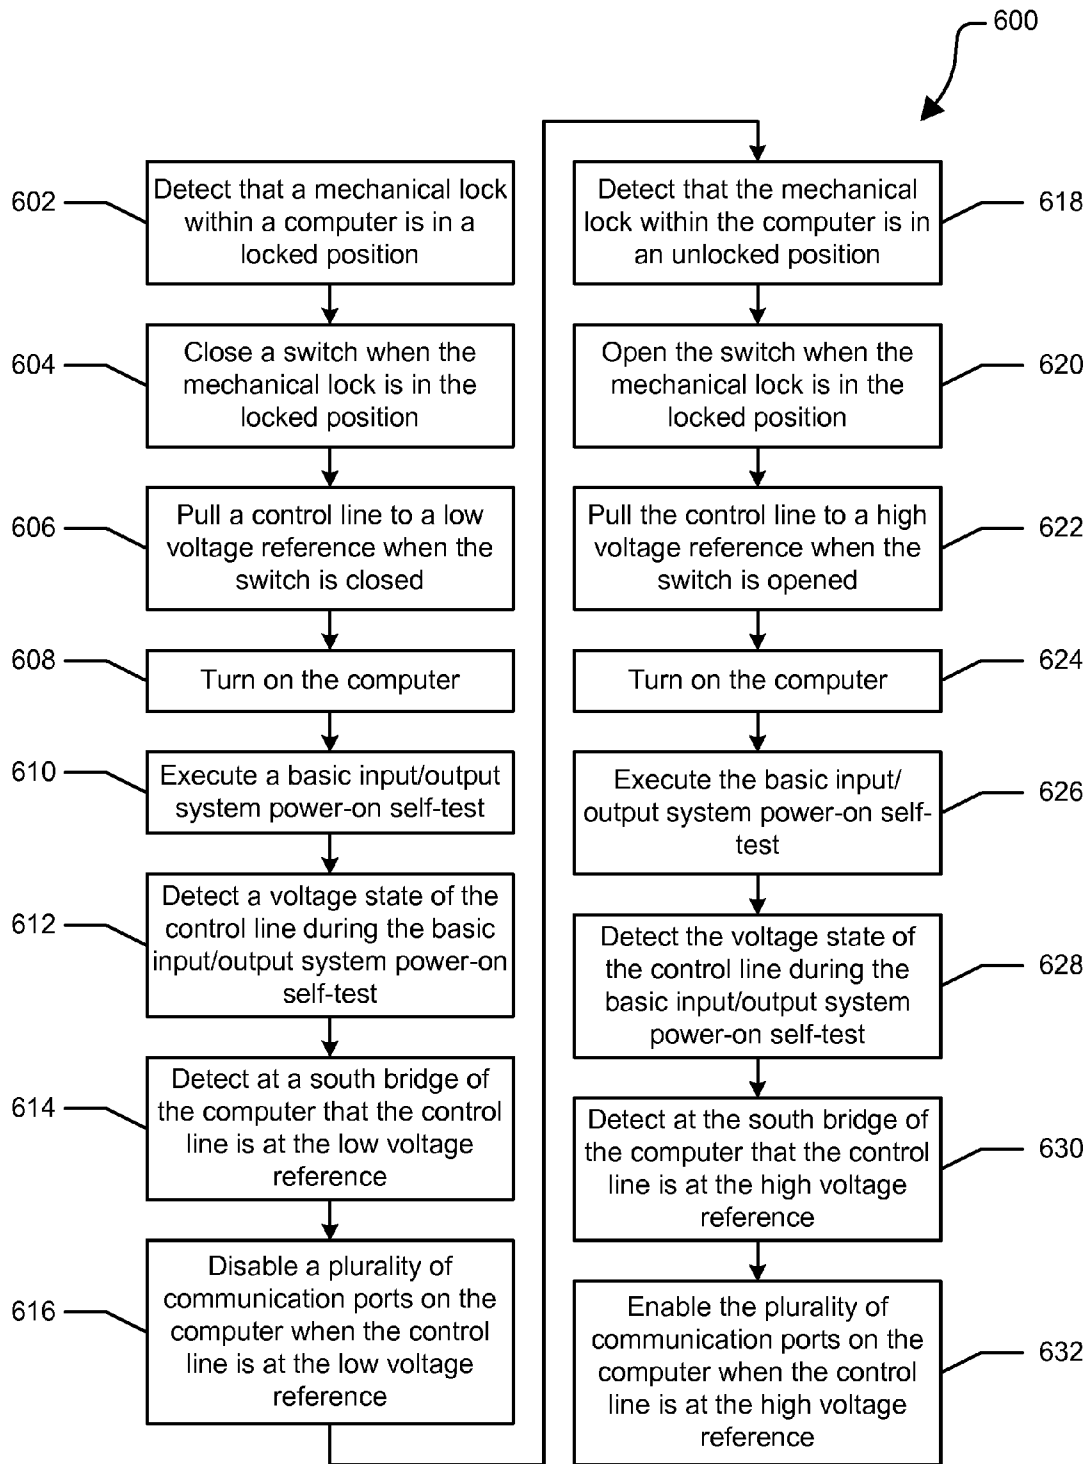 600
602
Detect that a mechanical lock
within a computer is in a
locked position
604
Close a switch when the
mechanical lock is in the
locked position
606
Pull a control line to a low
voltage reference when the
switch is closed
608
Turn on the computer
610
Execute a basic input/output
system power-on self-test
612
Detect a voltage state of the
control line during the basic
input/output system power-on
self-test
614
Detect at a south bridge of
the computer that the control
line is at the low voltage
reference
616
Disable a plurality of
communication ports on the
computer when the control
line is at the low voltage
reference
Detect that the mechanical
lock within the computer is in
an unlocked position
618
Open the switch when the
mechanical lock is in the
locked position
620
Pull the control line to a high
voltage reference when the
switch is opened
622
Turn on the computer
624
Execute the basic input/
output system power-on self-
test
626
Detect the voltage state of
the control line during the
basic input/output system
power-on self-test
628
Detect at the south bridge of
the computer that the control
line is at the high voltage
reference
630
Enable the plurality of
communication ports on the
computer when the control
line is at the high voltage
reference
632